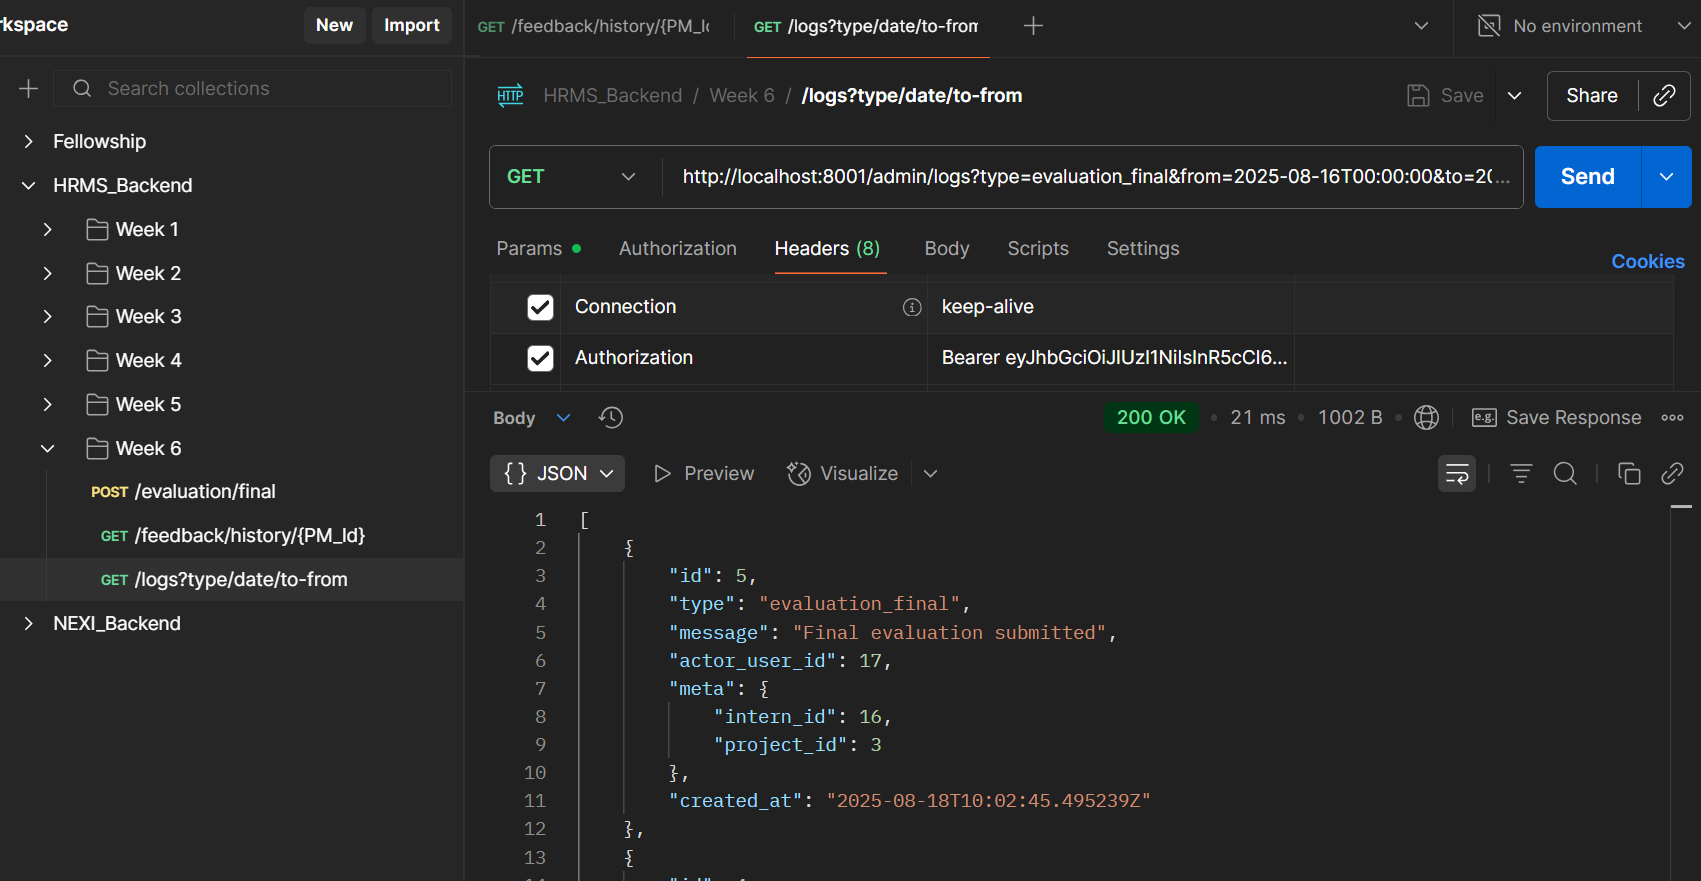 rkspace
New
Import
Search collections
Fellowship
HRMS_Backend
Week 1
Week 2
Week 3
Week 4
Week 5
Week 6
POST /evaluation/final
GET /feedback/history/{PM_Id}
GET /logs?type/date/to-from
NEXI_Backend
GET /feedback/history/{PM_Id
GET /logs?type/date/to-from
No environment
HTTP HRMS_Backend / Week 6 / /logs?type/date/to-from
Save
Share
GET
http://localhost:8001/admin/logs?type=evaluation_final&from=2025-08-16T00:00:00&to=20...
Send
Params
Authorization
Headers (8)
Body
Scripts
Settings
Cookies
Connection
keep-alive
Authorization
Bearer eyJhbGciOiJIUzI1NiIsInR5cCI6...
Body
200 OK
21 ms
1002 B
e.g. Save Response
{} JSON
Preview
Visualize
1 [
2 {
3 "id": 5,
4 "type": "evaluation_final",
5 "message": "Final evaluation submitted",
6 "actor_user_id": 17,
7 "meta": {
8 "intern_id": 16,
9 "project_id": 3
10 },
11 "created_at": "2025-08-18T10:02:45.495239Z"
12 },
13 {